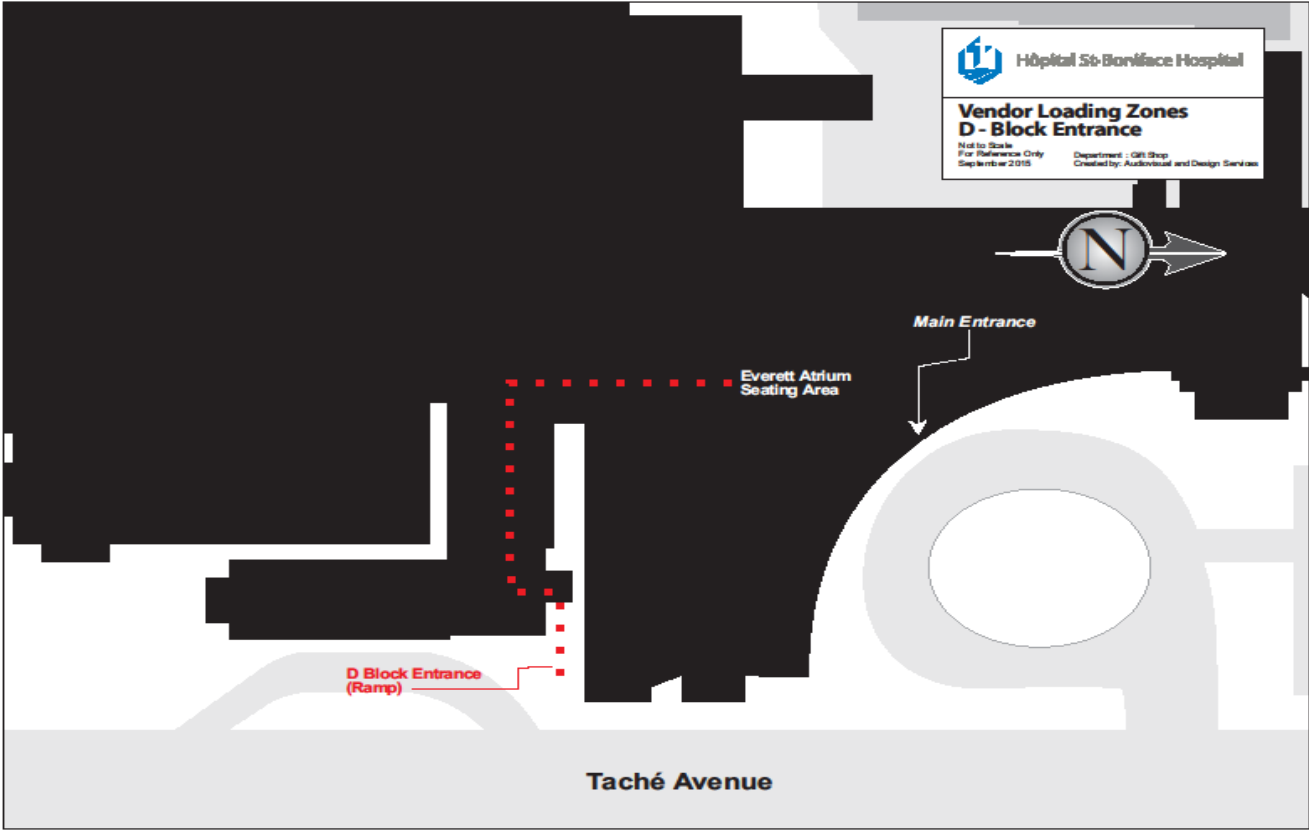 Hôpital St-Boniface Hospital
Vendor Loading Zones
D - Block Entrance
Not to Scale
For Reference Only
September 2015
Department : Gift Shop
Created by: Audiovisual and Design Services
N
Main Entrance
Everett Atrium
Seating Area
D Block Entrance
(Ramp)
Taché Avenue